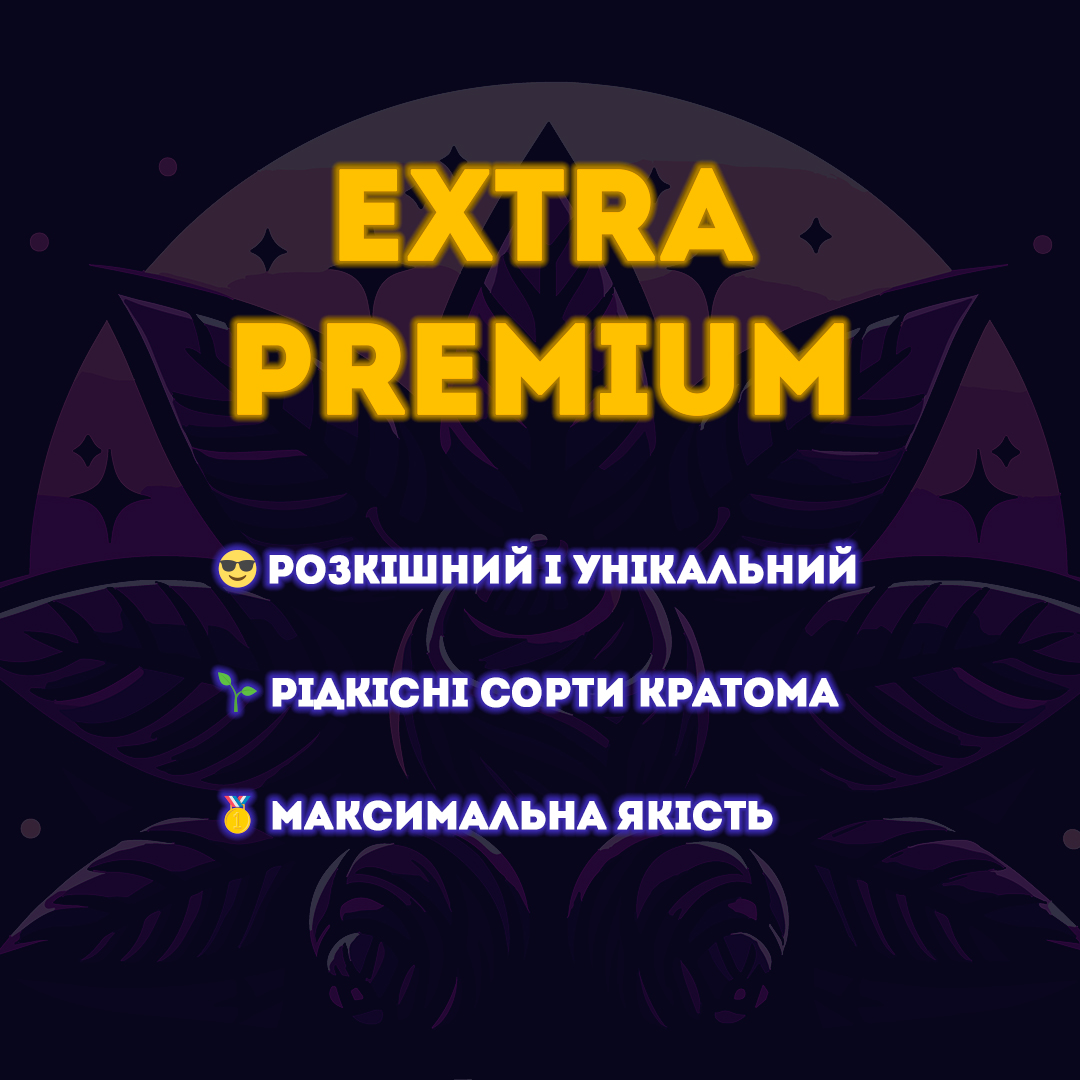 EXTRA
PREMIUM
😎 РОЗКІШНИЙ І УНІКАЛЬНИЙ
🌱 РІДКІСНІ СОРТИ КРАТОМА
🥇 МАКСИМАЛЬНА ЯКІСТЬ